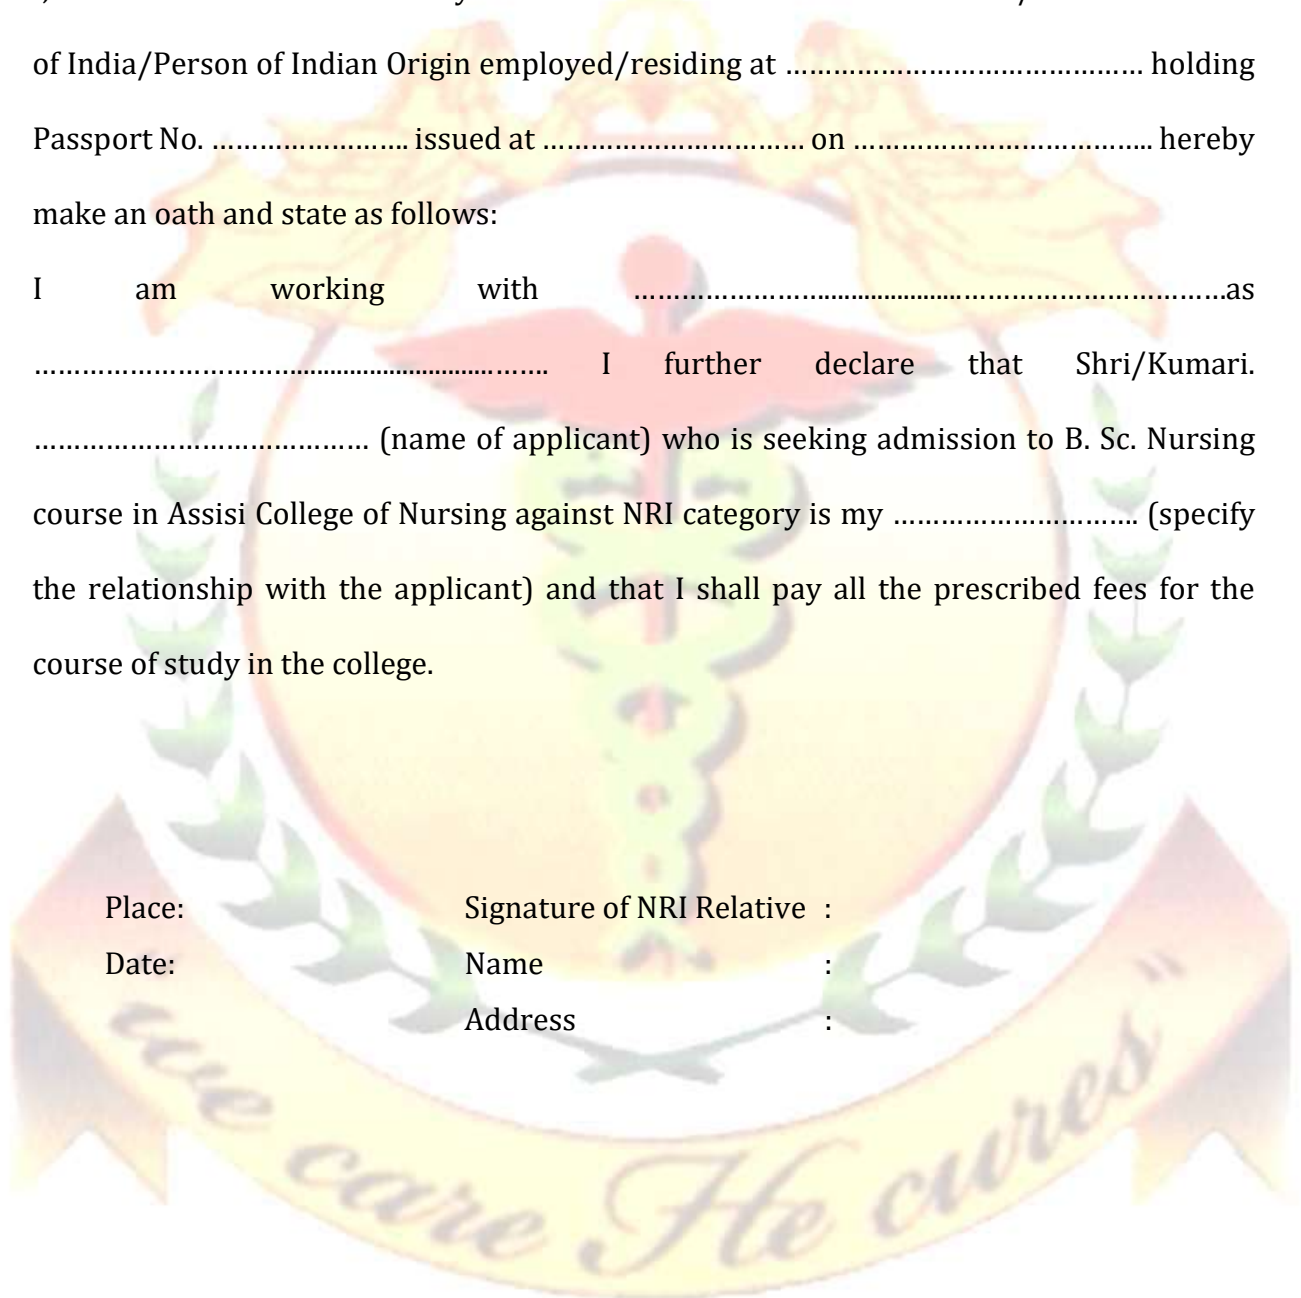 of India/Person of Indian Origin employed/residing at ………………………………………. holding
Passport No. ……………………. issued at …………………………… on ……………………………….. hereby
make an oath and state as follows:
I am working with ……………………........................……………………………as
……………………………..............................……. I further declare that Shri/Kumari.
…………………………………… (name of applicant) who is seeking admission to B. Sc. Nursing
course in Assisi College of Nursing against NRI category is my …………………………. (specify
the relationship with the applicant) and that I shall pay all the prescribed fees for the
course of study in the college.
Place: Signature of NRI Relative :
Date: Name :
Address :
"we care He cures"